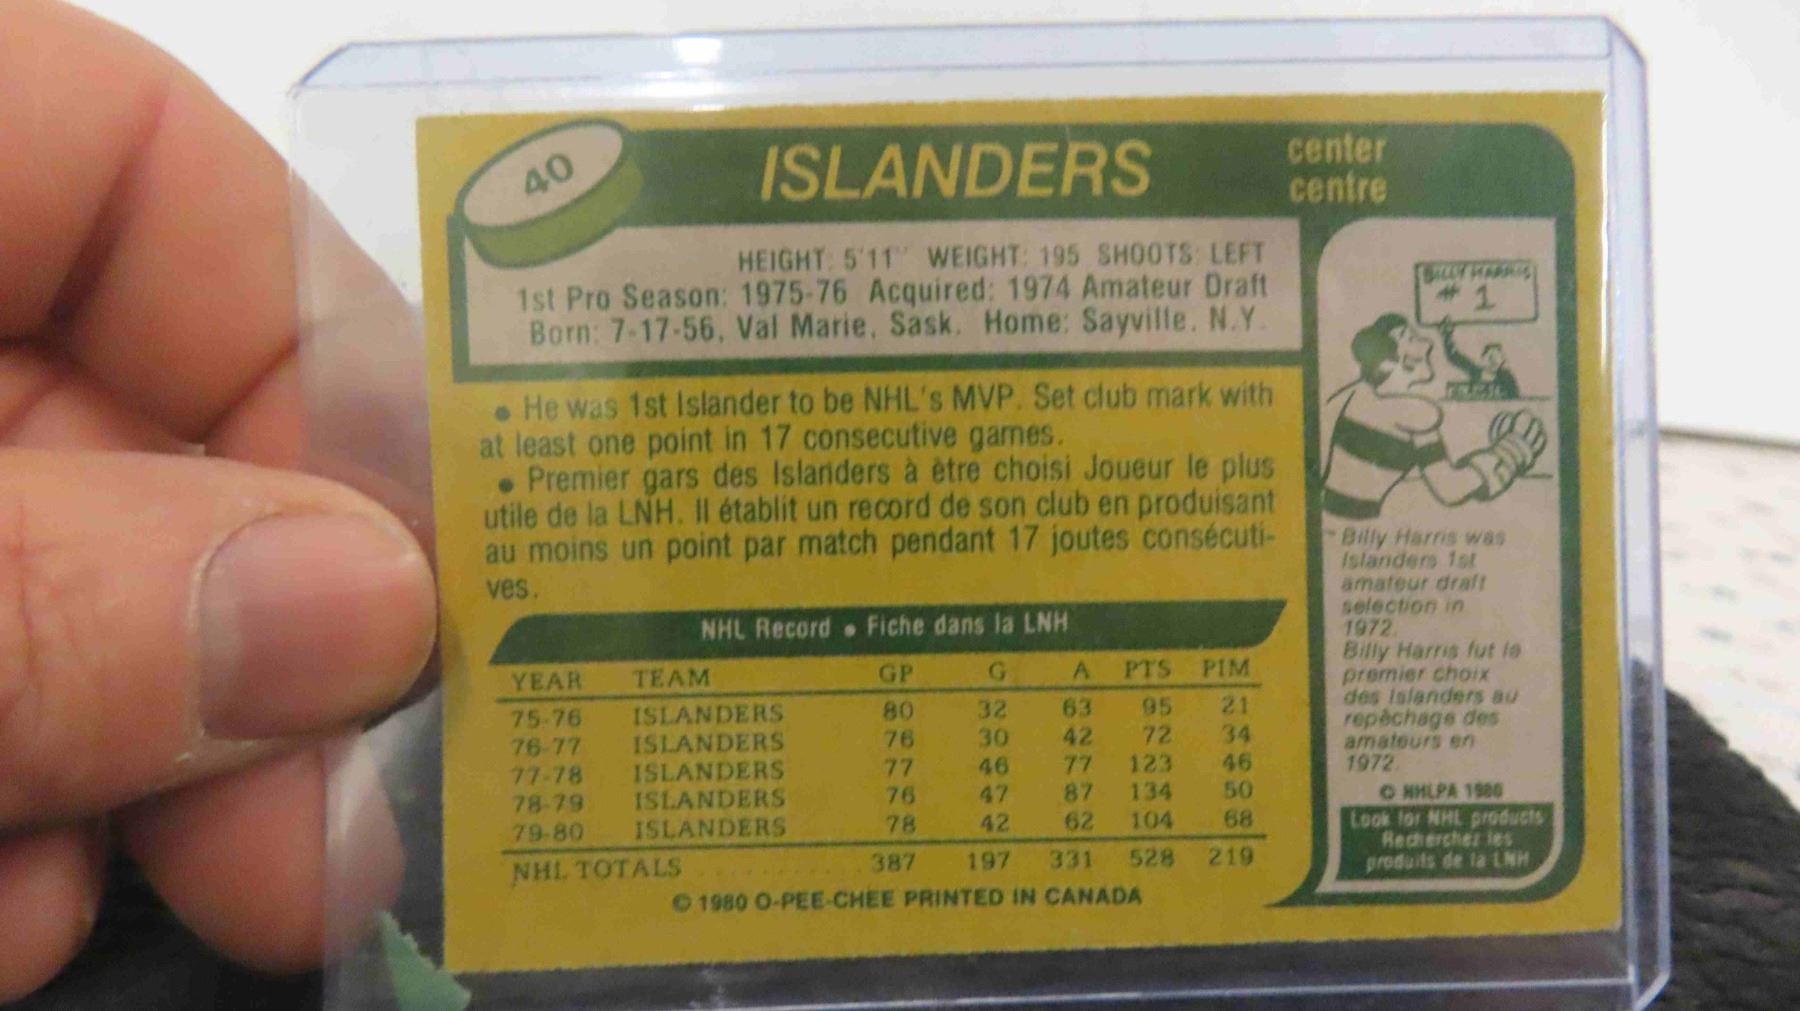 40
ISLANDERS
center
centre
HEIGHT: 5'11" WEIGHT: 195 SHOOTS: LEFT
1st Pro Season: 1975-76 Acquired: 1974 Amateur Draft
Born: 7-17-56, Val Marie, Sask. Home: Sayville, N.Y.
• He was 1st Islander to be NHL's MVP. Set club mark with
at least one point in 17 consecutive games.
• Premier gars des Islanders à être choisi Joueur le plus
utile de la LNH. Il établit un record de son club en produisant
au moins un point par match pendant 17 joutes consécuti-
ves.
NHL Record • Fiche dans la LNH
YEAR TEAM GP G A PTS PIM
75-76 ISLANDERS 80 32 63 95 21
76-77 ISLANDERS 76 30 42 72 34
77-78 ISLANDERS 77 46 77 123 46
78-79 ISLANDERS 76 47 87 134 50
79-80 ISLANDERS 78 42 62 104 68
NHL TOTALS ........... 387 197 331 528 219
© 1980 O-PEE-CHEE PRINTED IN CANADA
BILLY HARRIS
# 1
Billy Harris was
Islanders 1st
amateur draft
selection in
1972.
Billy Harris fut le
premier choix
des Islanders au
repêchage des
amateurs en
1972.
© NHLPA 1980
Look for NHL products
Recherchez les
produits de la LNH